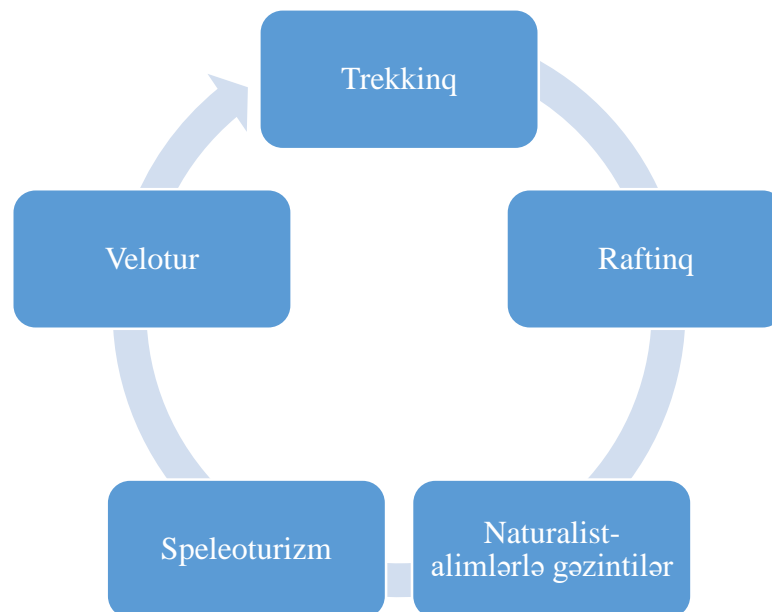 Trekkinq
Raftinq
Naturalist-
alimlərlə gəzintilər
Speleoturizm
Velotur